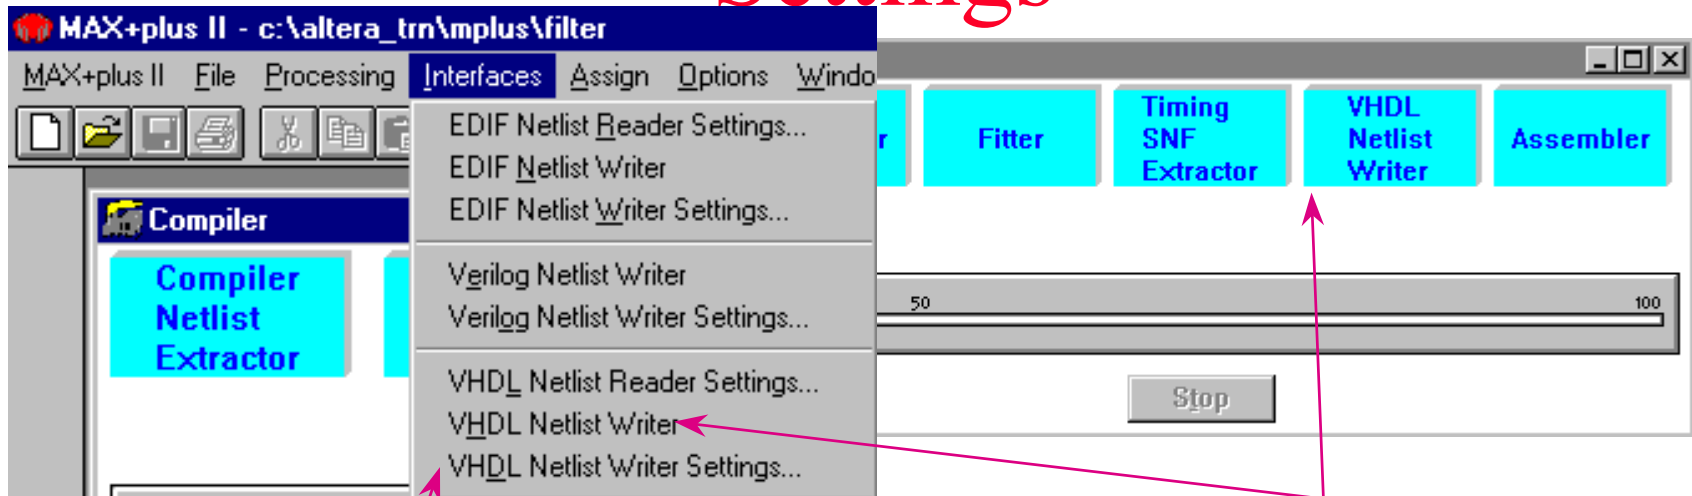 Settings
MAX+plus II - c:\altera_trn\mplus\filter
MAX+plus II File Processing Interfaces Assign Options Windo
EDIF Netlist Reader Settings...
EDIF Netlist Writer
EDIF Netlist Writer Settings...
Verilog Netlist Writer
Verilog Netlist Writer Settings...
VHDL Netlist Reader Settings...
VHDL Netlist Writer
VHDL Netlist Writer Settings...
Compiler
Compiler
Netlist
Extractor
r
Fitter
Timing
SNF
Extractor
VHDL
Netlist
Writer
Assembler
50
100
Stop